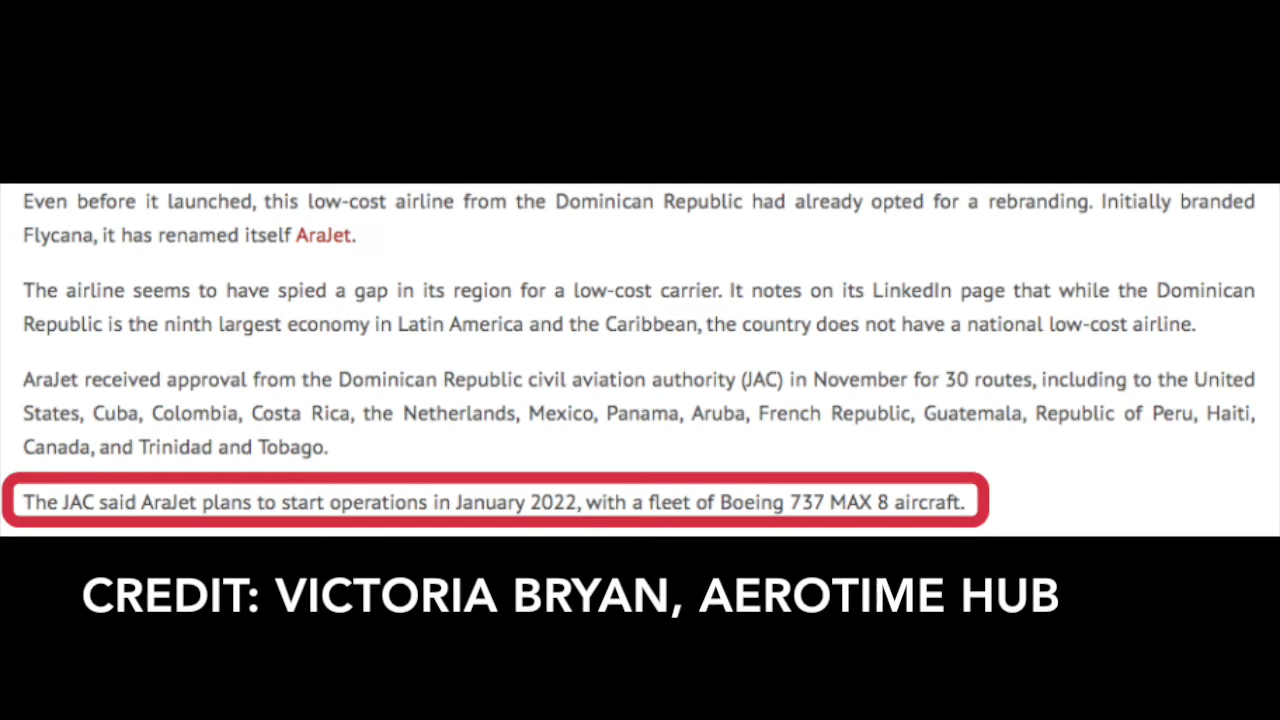 Even before it launched, this low-cost airline from the Dominican Republic had already opted for a rebranding. Initially branded
Flycana, it has renamed itself AraJet.
The airline seems to have spied a gap in its region for a low-cost carrier. It notes on its LinkedIn page that while the Dominican
Republic is the ninth largest economy in Latin America and the Caribbean, the country does not have a national low-cost airline.
AraJet received approval from the Dominican Republic civil aviation authority (JAC) in November for 30 routes, including to the United
States, Cuba, Colombia, Costa Rica, the Netherlands, Mexico, Panama, Aruba, French Republic, Guatemala, Republic of Peru, Haiti,
Canada, and Trinidad and Tobago.
The JAC said AraJet plans to start operations in January 2022, with a fleet of Boeing 737 MAX 8 aircraft.
CREDIT: VICTORIA BRYAN, AEROTIME HUB